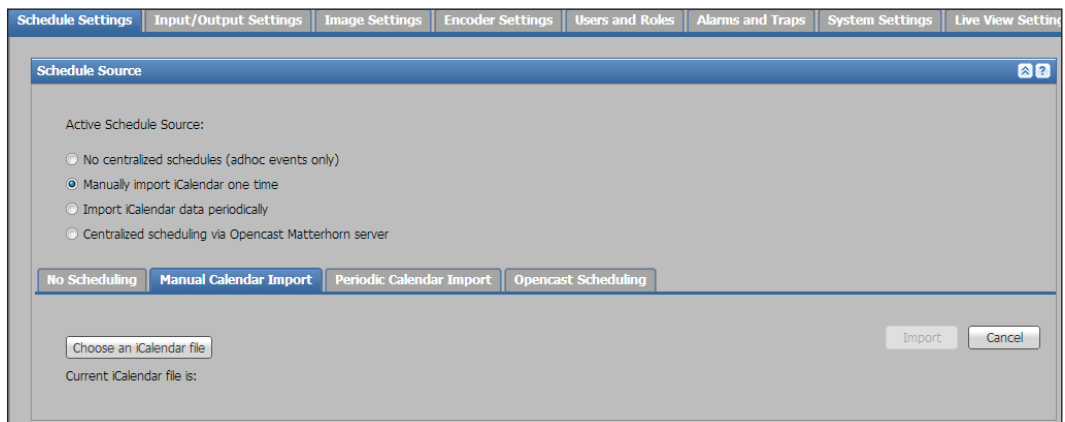 Schedule Settings Input/Output Settings Image Settings Encoder Settings Users and Roles Alarms and Traps System Settings Live View
Schedule Source ?
Active Schedule Source:
No centralized schedules (adhoc events only)
Manually import iCalendar one time
Import iCalendar data periodically
Centralized scheduling via Opencast Matterhorn server
No Scheduling Manual Calendar Import Periodic Calendar Import Opencast Scheduling
Choose an iCalendar file Import Cancel
Current iCalendar file is: